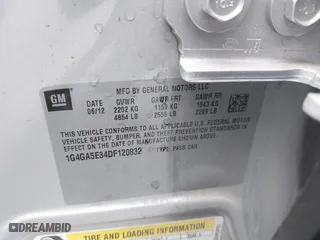 GM
MFD BY GENERAL MOTORS LLC
DATE GVWR GAWR FRT GAWR RR
06/12 2202 KG 1159 KG 1043 KG
4854 LB 2555 LB 2299 LB
THIS VEHICLE CONFORMS TO ALL APPLICABLE U.S. FEDERAL
MOTOR VEHICLE SAFETY, BUMPER, AND THEFT PREVENTION STANDARDS
IN EFFECT ON THE DATE OF MANUFACTURE SHOWN ABOVE.
1G4GA5E34DF120832 TYPE: PASS CAR
TIRE AND LOADING INFORMATION
© DREAMBID.COM